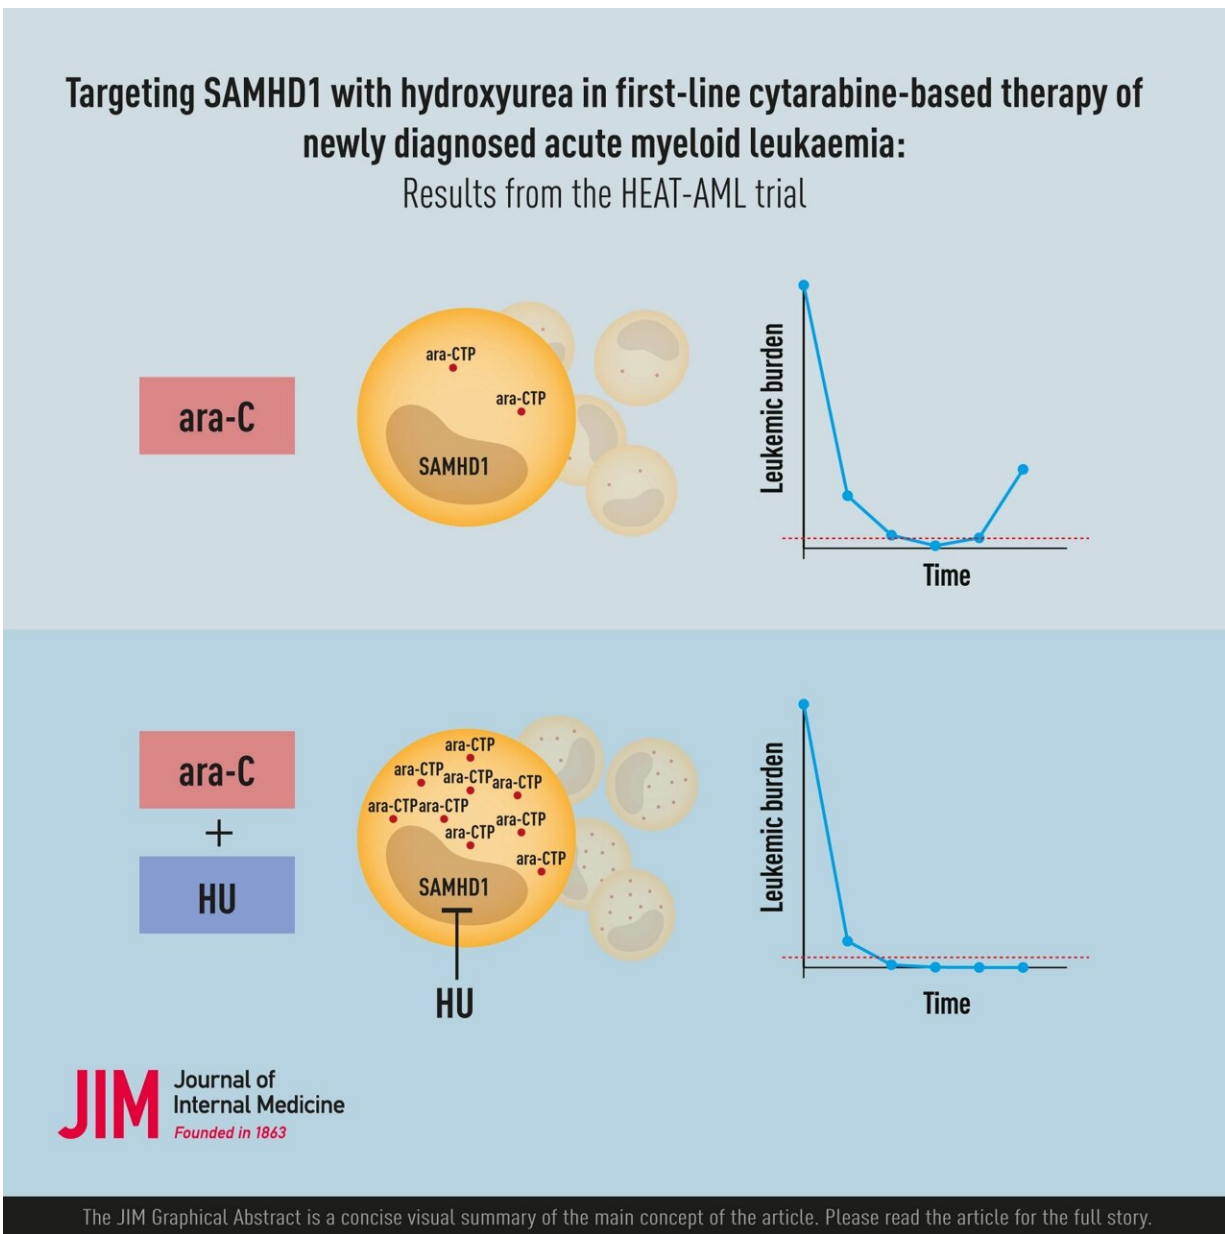 Targeting SAMHD1 with hydroxyurea in first-line cytarabine-based therapy of
newly diagnosed acute myeloid leukaemia:
Results from the HEAT-AML trial
ara-C
ara-CTP
ara-CTP
SAMHD1
Leukemic burden
Time
ara-C
+
HU
ara-CTP
ara-CTP
ara-CTP
ara-CTP
ara-CTP
ara-CTP
ara-CTP
ara-CTP
ara-CTP
SAMHD1
HU
Leukemic burden
Time
JIM
Journal of
Internal Medicine
Founded in 1863
The JIM Graphical Abstract is a concise visual summary of the main concept of the article. Please read the article for the full story.